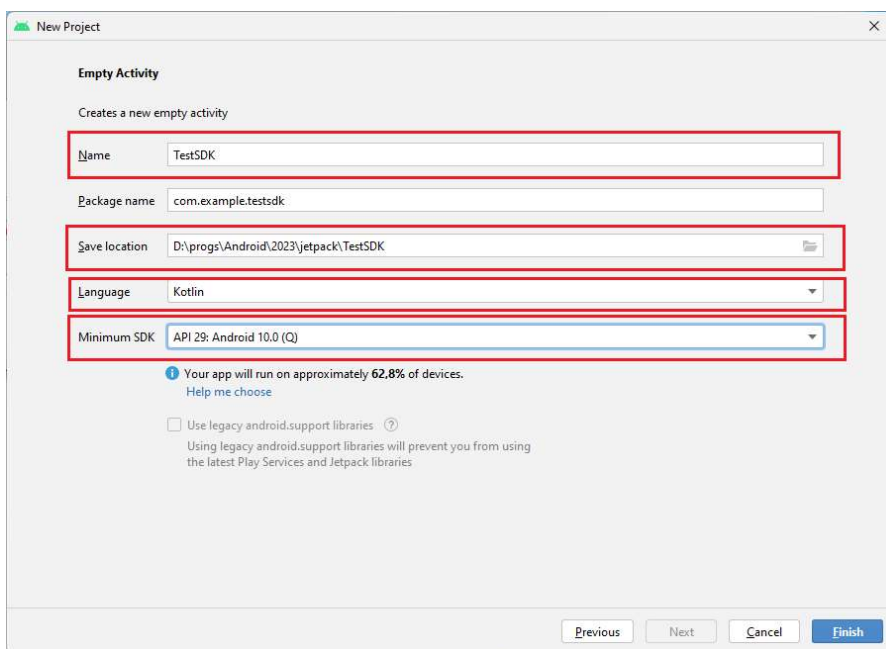 New Project
Empty Activity
Creates a new empty activity
Name TestSDK
Package name com.example.testsdk
Save location D:\progs\Android\2023\jetpack\TestSDK
Language Kotlin
Minimum SDK API 29: Android 10.0 (Q)
Your app will run on approximately 62,8% of devices.
Help me choose
Use legacy android.support libraries ?
Using legacy android.support libraries will prevent you from using
the latest Play Services and Jetpack libraries
Previous Next Cancel Finish